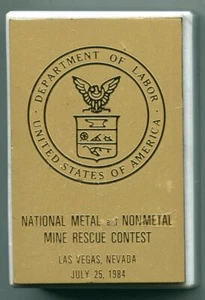 DEPARTMENT OF LABOR
UNITED STATES OF AMERICA
NATIONAL METAL and NONMETAL
MINE RESCUE CONTEST
LAS VEGAS, NEVADA
JULY 25, 1984